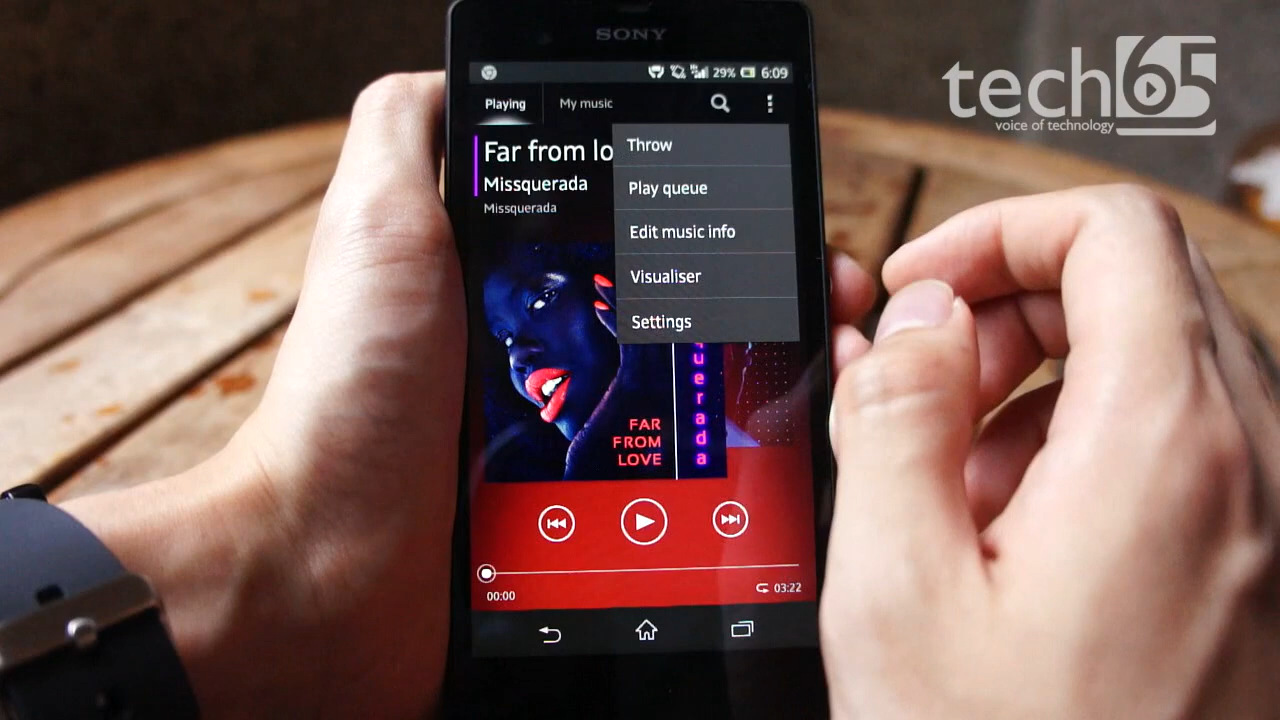 SONY
29% 6:09
Playing My music
Far from lo
Missquerada
Missquerada
Throw
Play queue
Edit music info
Visualiser
Settings
FAR
FROM
LOVE
uerada
00:00
03:22
tech65
voice of technology